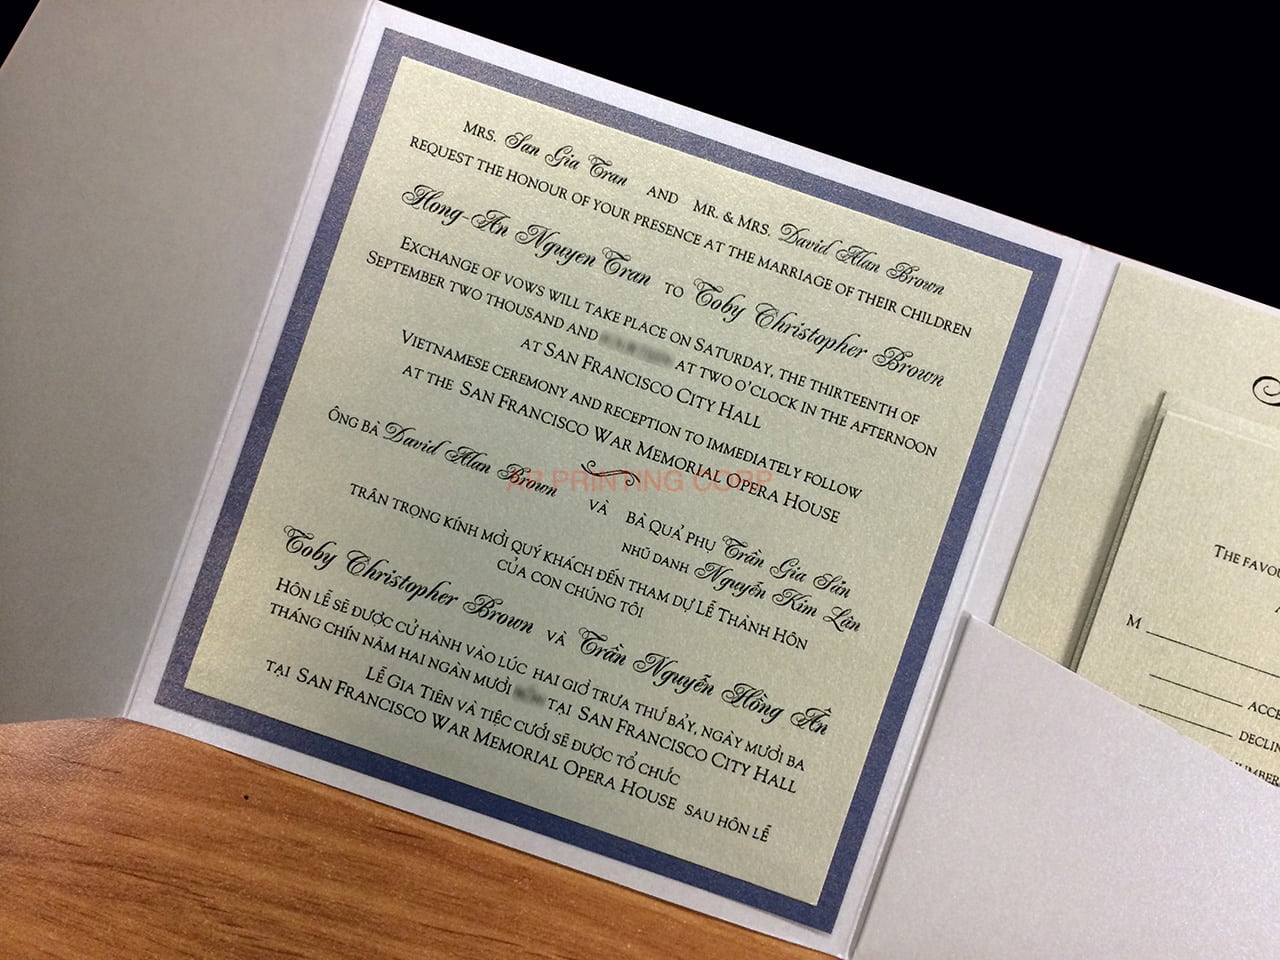 MRS. San Gia Tran AND MR. & MRS. David Alan Brown
REQUEST THE HONOUR OF YOUR PRESENCE AT THE MARRIAGE OF THEIR CHILDREN
Hong-An Nguyen Tran TO Toby Christopher Brown
EXCHANGE OF VOWS WILL TAKE PLACE ON SATURDAY, THE THIRTEENTH OF
SEPTEMBER TWO THOUSAND AND AT TWO O'CLOCK IN THE AFTERNOON
AT SAN FRANCISCO CITY HALL
VIETNAMESE CEREMONY AND RECEPTION TO IMMEDIATELY FOLLOW
AT THE SAN FRANCISCO WAR MEMORIAL OPERA HOUSE
AB PRINTING CORP
ÔNG BÀ David Alan Brown VÀ BÀ QUẢ PHỤ Trần Gia Sản
NHŨ DANH Nguyễn Kim Lân
TRÂN TRỌNG KÍNH MỜI QUÝ KHÁCH ĐẾN THAM DỰ LỄ THÀNH HÔN
CỦA CON CHÚNG TÔI
Toby Christopher Brown VÀ Trần Nguyễn Hồng Ân
HÔN LỄ SẼ ĐƯỢC CỬ HÀNH VÀO LÚC HAI GIỜ TRƯA THỨ BẢY, NGÀY MƯỜI BA
THÁNG CHÍN NĂM HAI NGÀN MƯỜI TẠI SAN FRANCISCO CITY HALL
LỄ GIA TIÊN VÀ TIỆC CƯỚI SẼ ĐƯỢC TỔ CHỨC
TẠI SAN FRANCISCO WAR MEMORIAL OPERA HOUSE SAU HÔN LỄ
THE FAVOU
M
ACCE
DECLIN
UMBER